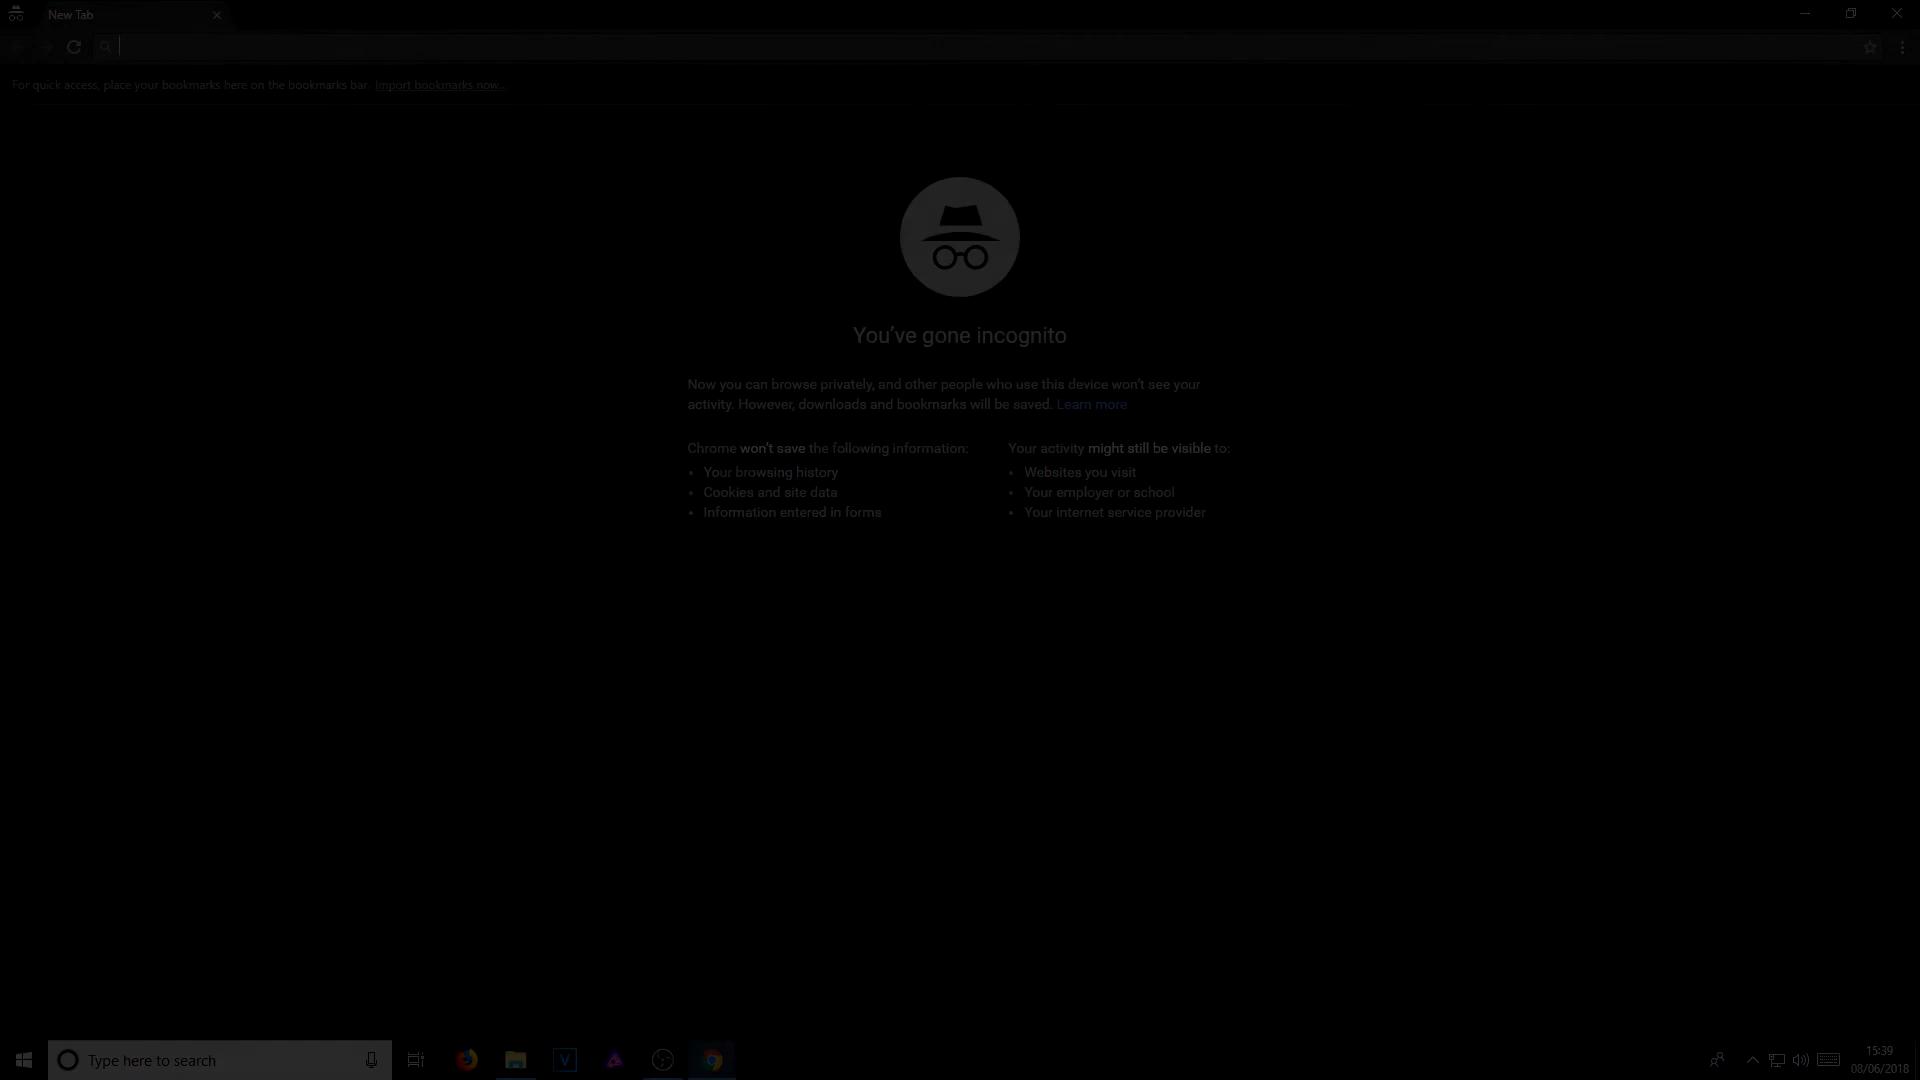 New Tab
For quick access, place your bookmarks here on the bookmarks bar. Import bookmarks now...
You've gone incognito
Now you can browse privately, and other people who use this device won't see your
activity. However, downloads and bookmarks will be saved. Learn more
Chrome won't save the following information:
Your browsing history
Cookies and site data
Information entered in forms
Your activity might still be visible to:
Websites you visit
Your employer or school
Your internet service provider
Type here to search
V
15:39
08/06/2018